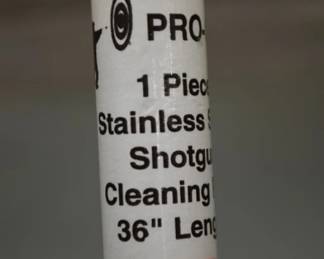 © PRO-
1 Piec
Stainless S
Shotgu
Cleaning
36" Leng